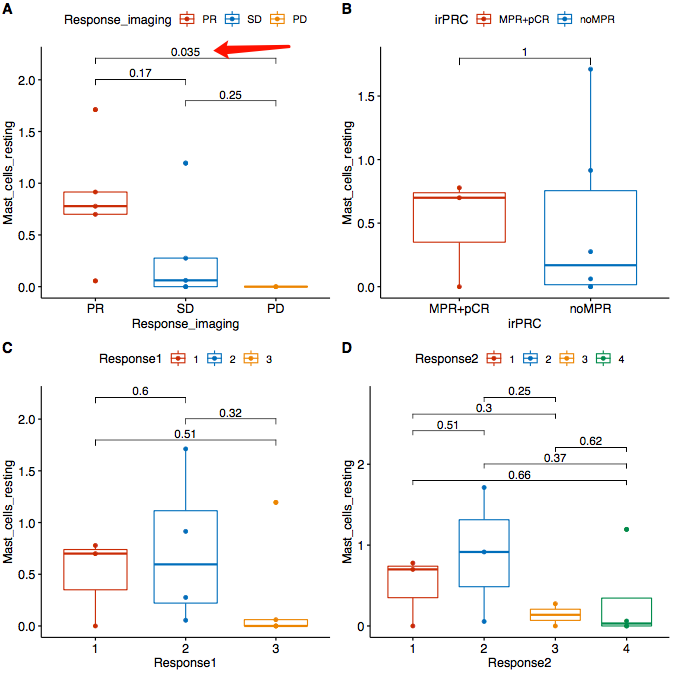 A
Response_imaging PR SD PD
0.035
0.17
0.25
Mast_cells_resting
2.0
1.5
1.0
0.5
0.0
PR SD PD
Response_imaging
B
irPRC MPR+pCR noMPR
1
Mast_cells_resting
1.5
1.0
0.5
0.0
MPR+pCR noMPR
irPRC
C
Response1 1 2 3
0.6
0.32
0.51
Mast_cells_resting
2.0
1.5
1.0
0.5
0.0
1 2 3
Response1
D
Response2 1 2 3 4
0.25
0.3
0.51
0.62
0.37
0.66
Mast_cells_resting
2
1
0
1 2 3 4
Response2